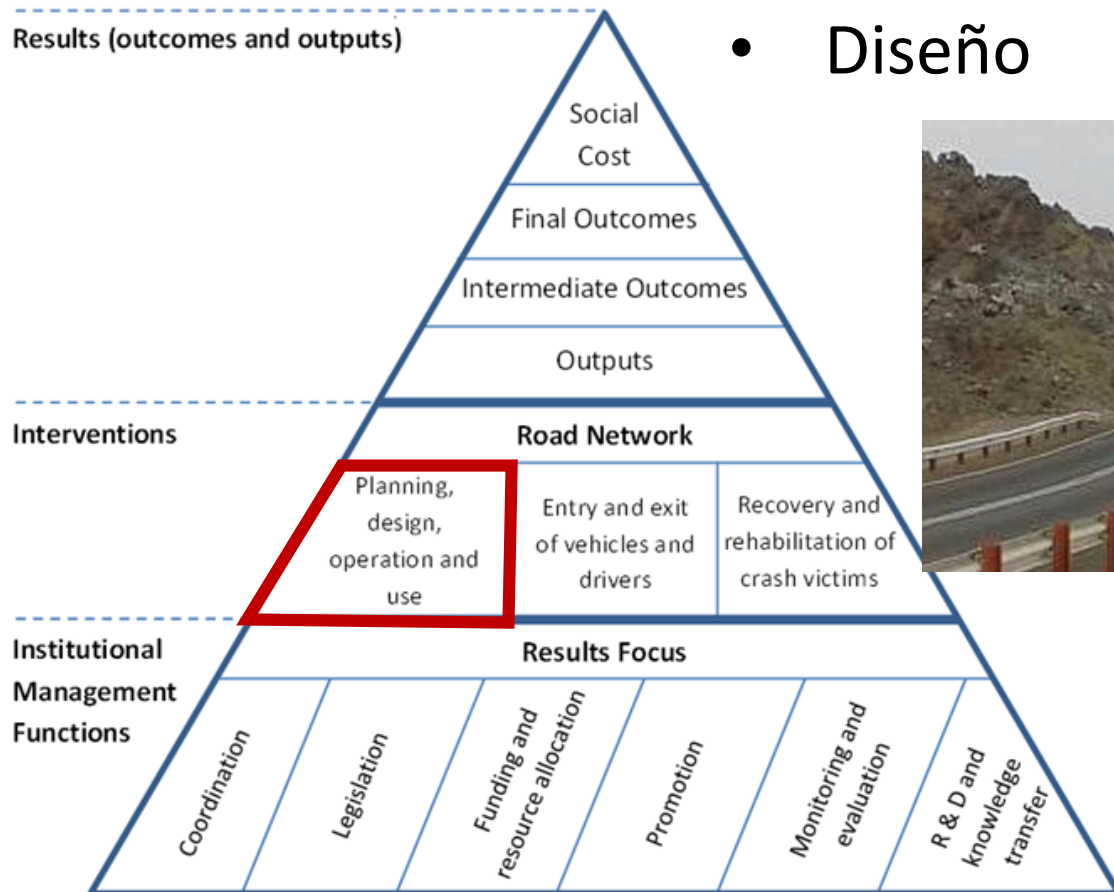 Results (outcomes and outputs)
• Diseño
Social
Cost
Final Outcomes
Intermediate Outcomes
Outputs
Interventions
Road Network
Planning,
design,
operation and
use
Entry and exit
of vehicles and
drivers
Recovery and
rehabilitation of
crash victims
Institutional
Management
Functions
Results Focus
Coordination
Legislation
Funding and
resource allocation
Promotion
Monitoring and
evaluation
R & D and
knowledge
transfer